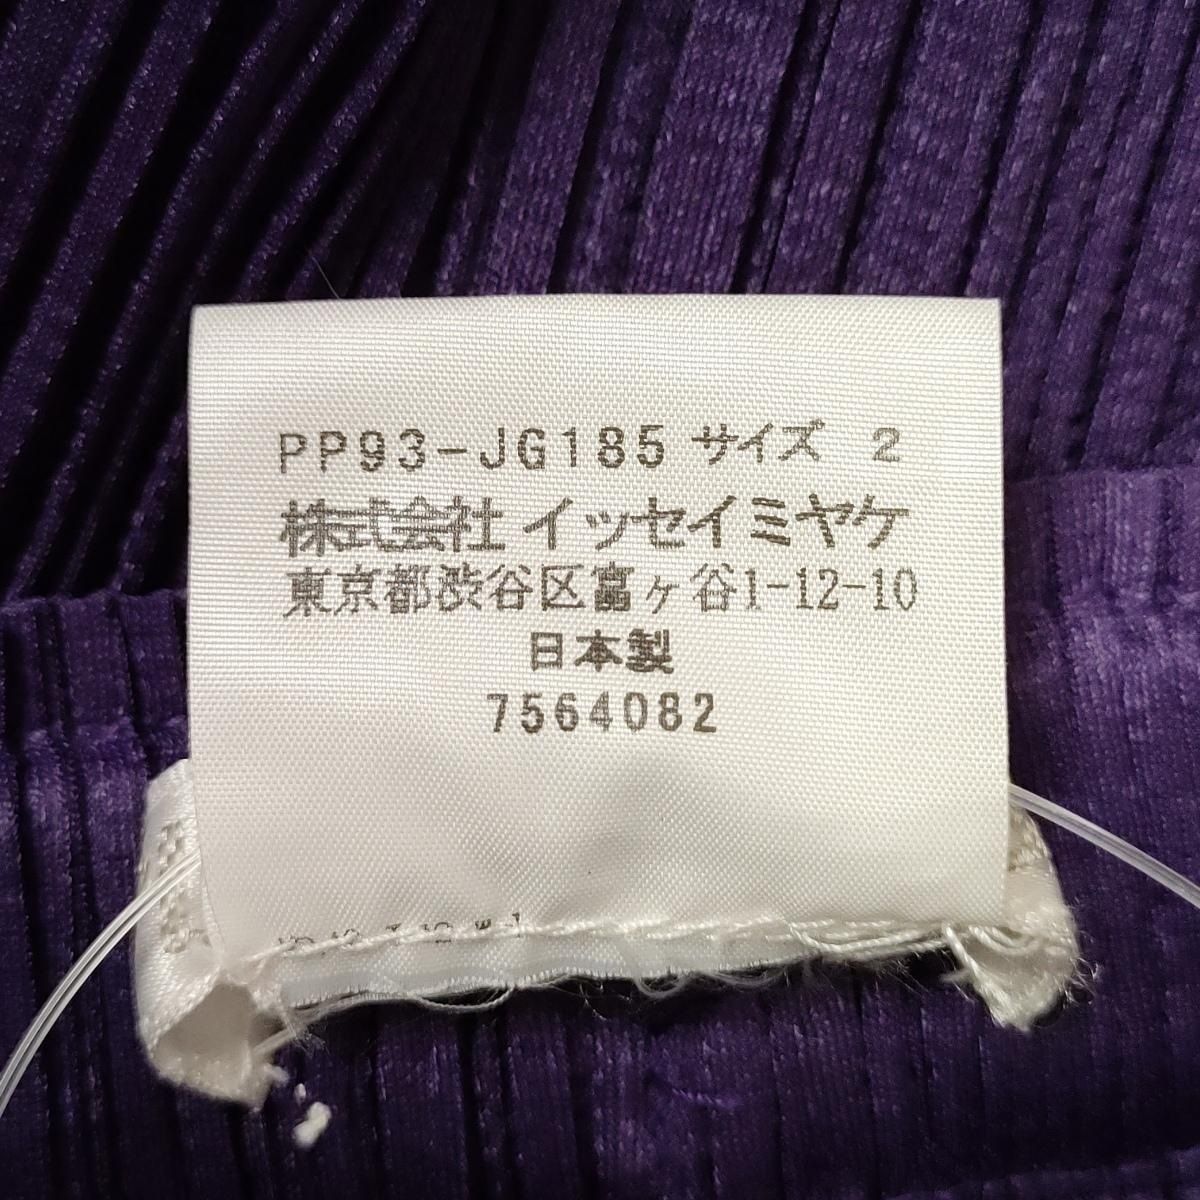 PP93-JG185 サイズ 2
株式会社 イッセイミヤケ
東京都渋谷区富ヶ谷1-12-10
日本製
7564082